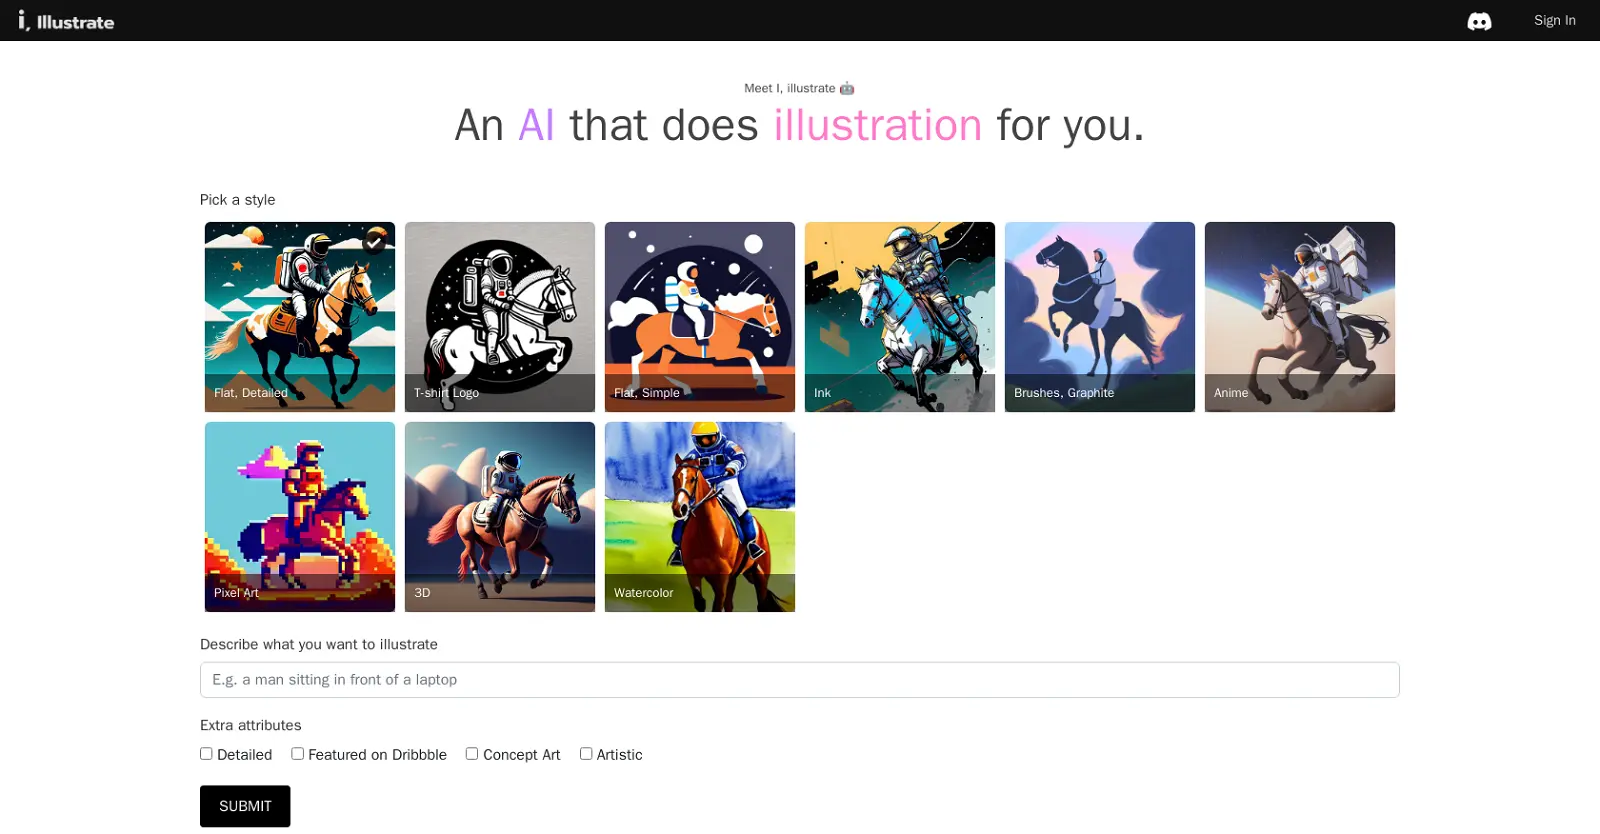 i, Illustrate
Sign In
Meet I, illustrate 🤖
An AI that does illustration for you.
Pick a style
Flat, Detailed
T-shirt Logo
Flat, Simple
Ink
Brushes, Graphite
Anime
Pixel Art
3D
Watercolor
Describe what you want to illustrate
E.g. a man sitting in front of a laptop
Extra attributes
Detailed Featured on Dribbble Concept Art Artistic
SUBMIT